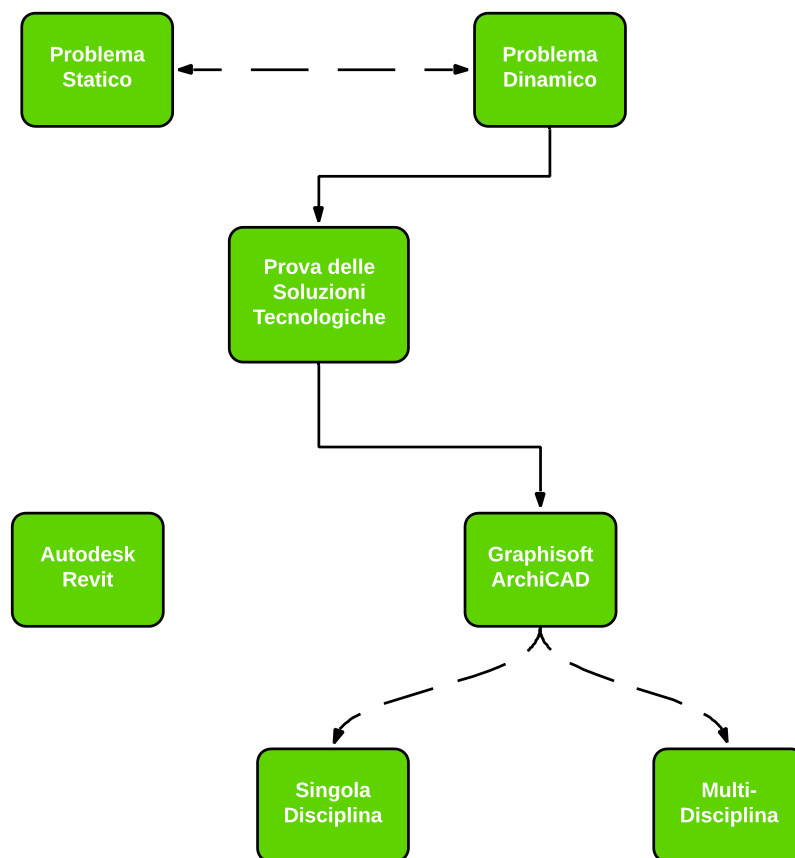 Problema
Statico
Problema
Dinamico
Prova delle
Soluzioni
Tecnologiche
Autodesk
Revit
Graphisoft
ArchiCAD
Singola
Disciplina
Multi-
Disciplina